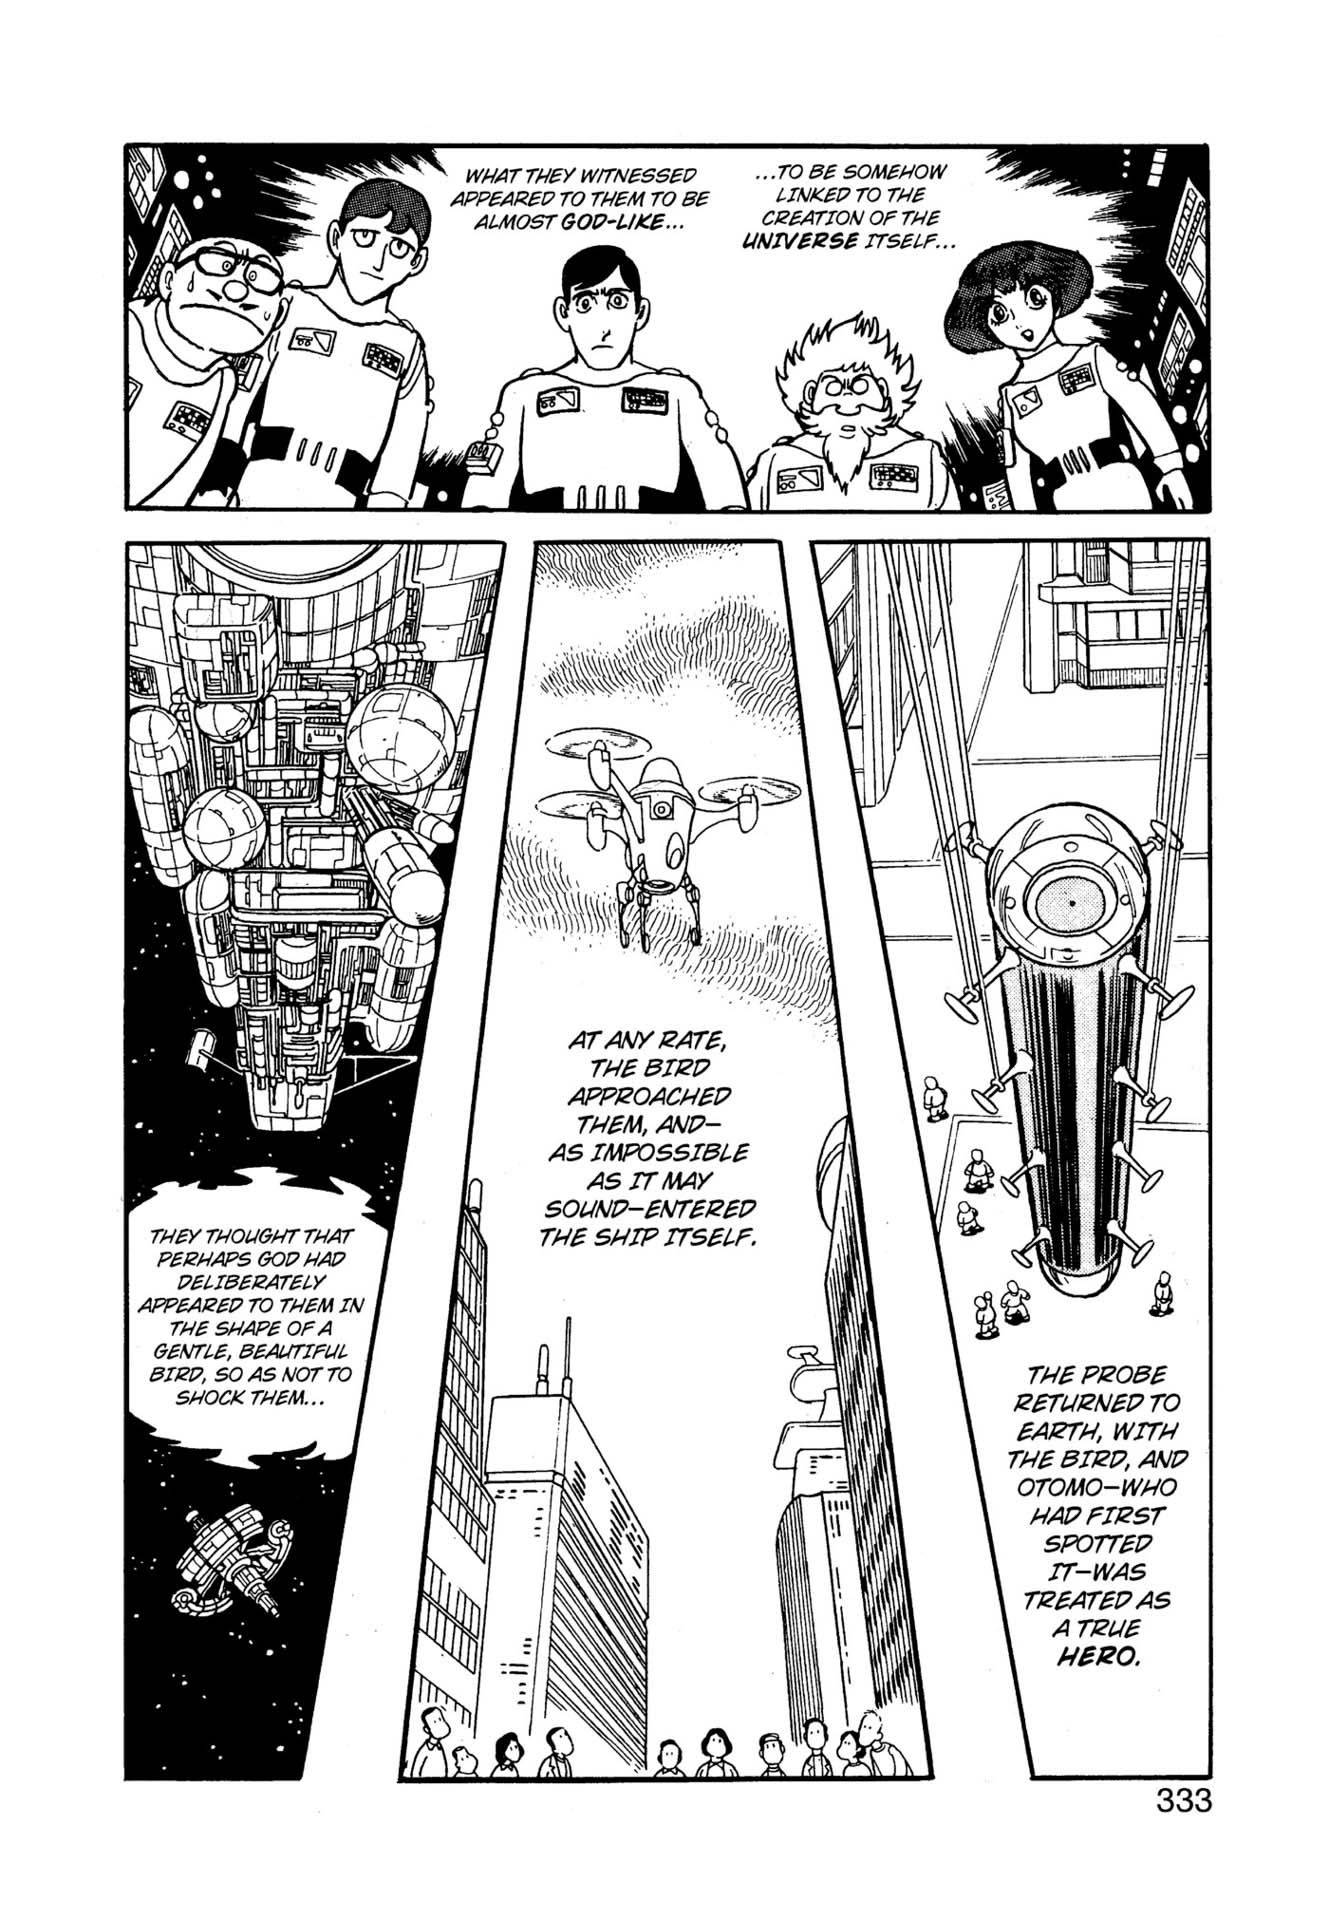 WHAT THEY WITNESSED
APPEARED TO THEM TO BE
ALMOST GOD-LIKE...
...TO BE SOMEHOW
LINKED TO THE
CREATION OF THE
UNIVERSE ITSELF...
THEY THOUGHT THAT
PERHAPS GOD HAD
DELIBERATELY
APPEARED TO THEM IN
THE SHAPE OF A
GENTLE, BEAUTIFUL
BIRD, SO AS NOT TO
SHOCK THEM...
AT ANY RATE,
THE BIRD
APPROACHED
THEM, AND—
AS IMPOSSIBLE
AS IT MAY
SOUND—ENTERED
THE SHIP ITSELF.
THE PROBE
RETURNED TO
EARTH, WITH
THE BIRD, AND
OTOMO—WHO
HAD FIRST
SPOTTED
IT—WAS
TREATED AS
A TRUE
HERO.
333